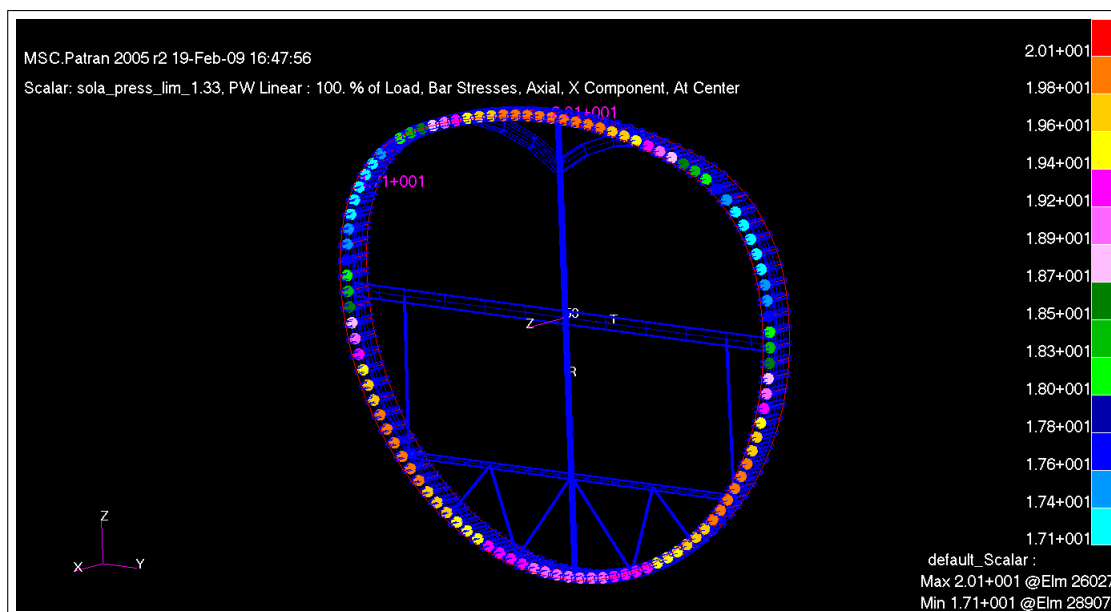 MSC.Patran 2005 r2 19-Feb-09 16:47:56
Scalar: sola_press_lim_1.33, PW Linear : 100. % of Load, Bar Stresses, Axial, X Component, At Center
2.01+001
1.98+001
1.96+001
1.94+001
1.92+001
1.89+001
1.87+001
1.85+001
1.83+001
1.80+001
1.78+001
1.76+001
1.74+001
1.71+001
1+001
Z
T
R
Z
X
Y
default_Scalar :
Max 2.01+001 @Elm 26027
Min 1.71+001 @Elm 28907